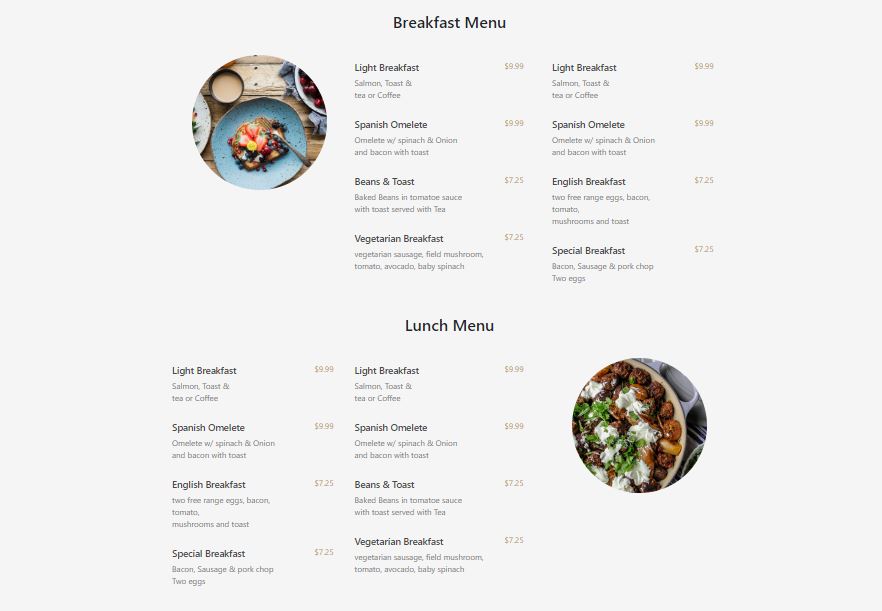 Breakfast Menu
Light Breakfast $9.99
Salmon, Toast &
tea or Coffee
Spanish Omelete $9.99
Omelete w/ spinach & Onion
and bacon with toast
Beans & Toast $7.25
Baked Beans in tomatoe sauce
with toast served with Tea
Vegetarian Breakfast $7.25
vegetarian sausage, field mushroom,
tomato, avocado, baby spinach
Light Breakfast $9.99
Salmon, Toast &
tea or Coffee
Spanish Omelete $9.99
Omelete w/ spinach & Onion
and bacon with toast
English Breakfast $7.25
two free range eggs, bacon,
tomato,
mushrooms and toast
Special Breakfast $7.25
Bacon, Sausage & pork chop
Two eggs
Lunch Menu
Light Breakfast $9.99
Salmon, Toast &
tea or Coffee
Spanish Omelete $9.99
Omelete w/ spinach & Onion
and bacon with toast
English Breakfast $7.25
two free range eggs, bacon,
tomato,
mushrooms and toast
Special Breakfast $7.25
Bacon, Sausage & pork chop
Two eggs
Light Breakfast $9.99
Salmon, Toast &
tea or Coffee
Spanish Omelete $9.99
Omelete w/ spinach & Onion
and bacon with toast
Beans & Toast $7.25
Baked Beans in tomatoe sauce
with toast served with Tea
Vegetarian Breakfast $7.25
vegetarian sausage, field mushroom,
tomato, avocado, baby spinach